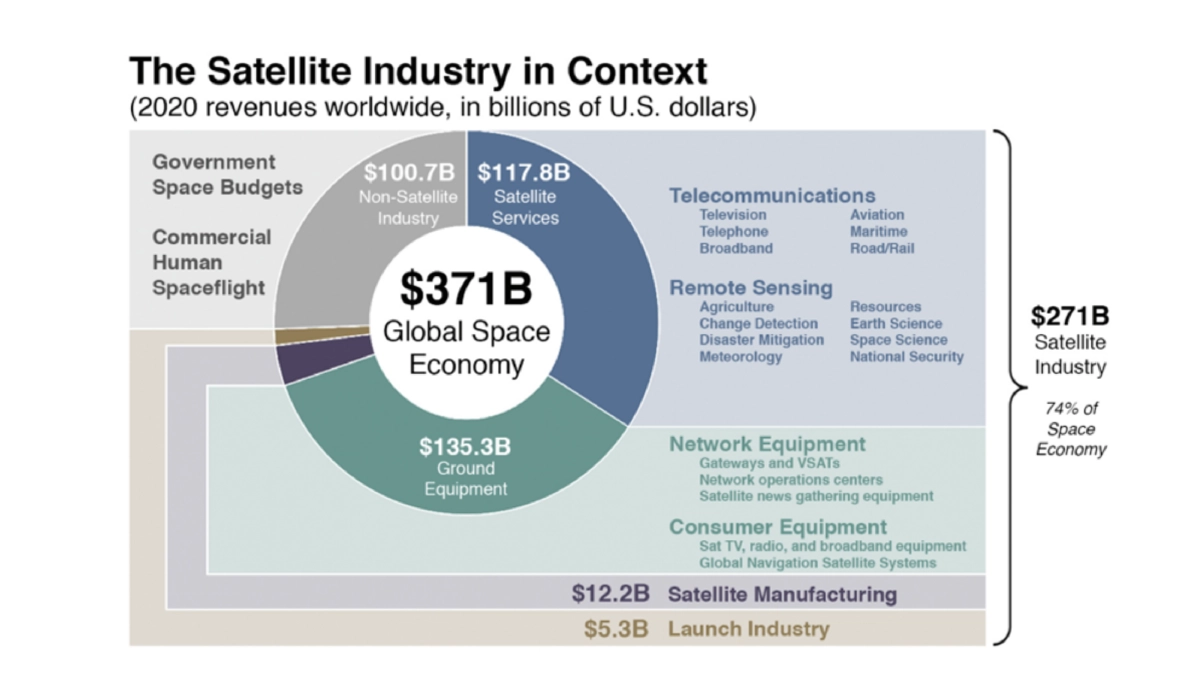 The Satellite Industry in Context
(2020 revenues worldwide, in billions of U.S. dollars)
Government
Space Budgets
Commercial
Human
Spaceflight
$100.7B
Non-Satellite
Industry
$117.8B
Satellite
Services
$371B
Global Space
Economy
$135.3B
Ground
Equipment
Telecommunications
Television
Telephone
Broadband
Aviation
Maritime
Road/Rail
Remote Sensing
Agriculture
Change Detection
Disaster Mitigation
Meteorology
Resources
Earth Science
Space Science
National Security
Network Equipment
Gateways and VSATs
Network operations centers
Satellite news gathering equipment
Consumer Equipment
Sat TV, radio, and broadband equipment
Global Navigation Satellite Systems
$12.2B Satellite Manufacturing
$5.3B Launch Industry
$271B
Satellite
Industry
74% of
Space
Economy